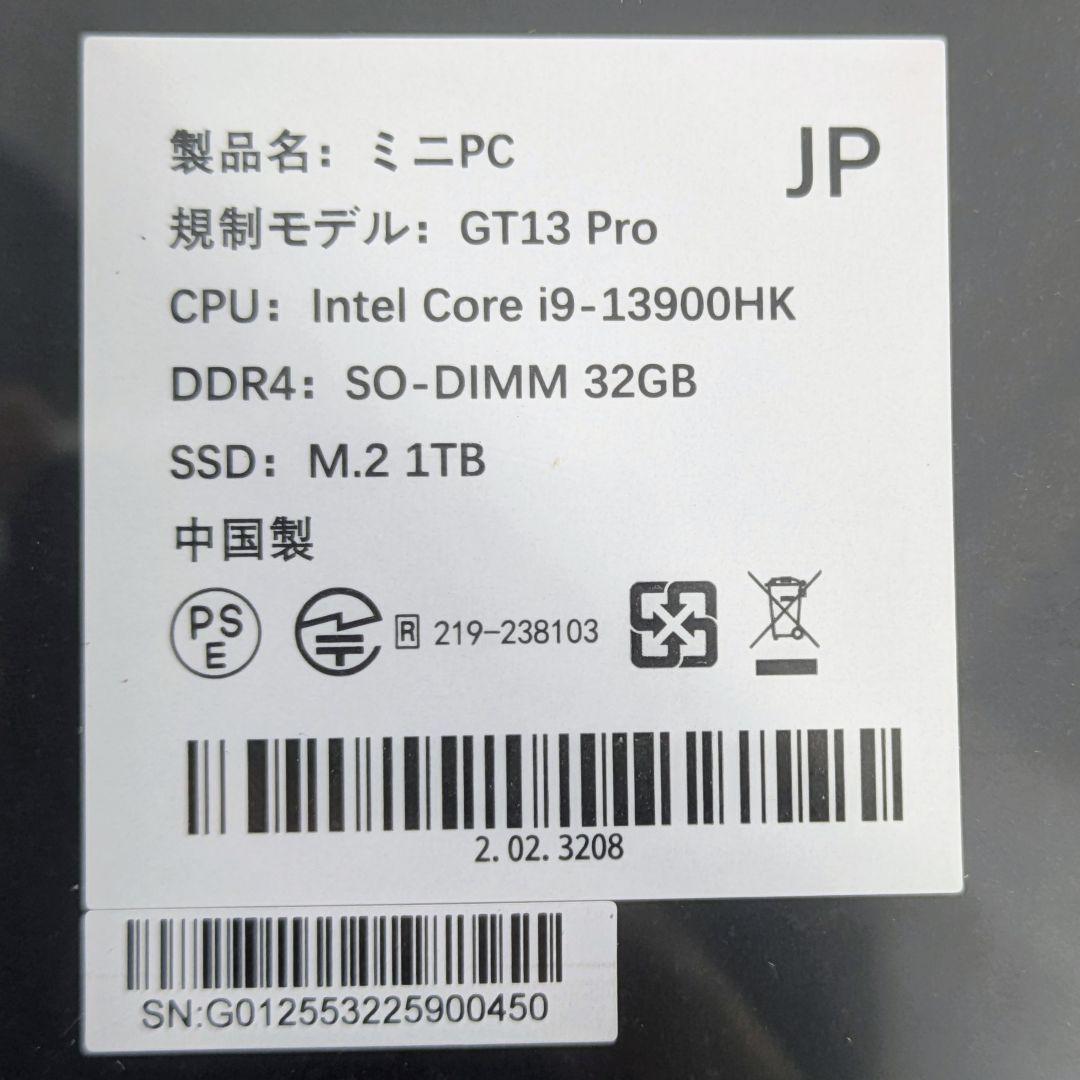 製品名：ミニPC
JP
規制モデル：GT13 Pro
CPU：Intel Core i9-13900HK
DDR4：SO-DIMM 32GB
SSD：M.2 1TB
中国製
PS
E
R 219-238103
2.02.3208
SN:G012553225900450